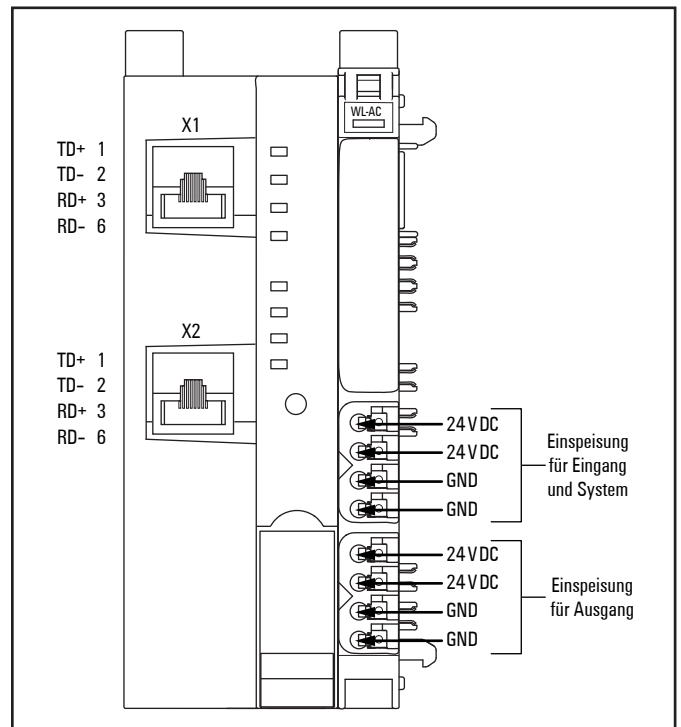 WL-AC
X1
TD+ 1
TD- 2
RD+ 3
RD- 6
X2
TD+ 1
TD- 2
RD+ 3
RD- 6
24 V DC
24 V DC
GND
GND
Einspeisung
für Eingang
und System
24 V DC
24 V DC
GND
GND
Einspeisung
für Ausgang